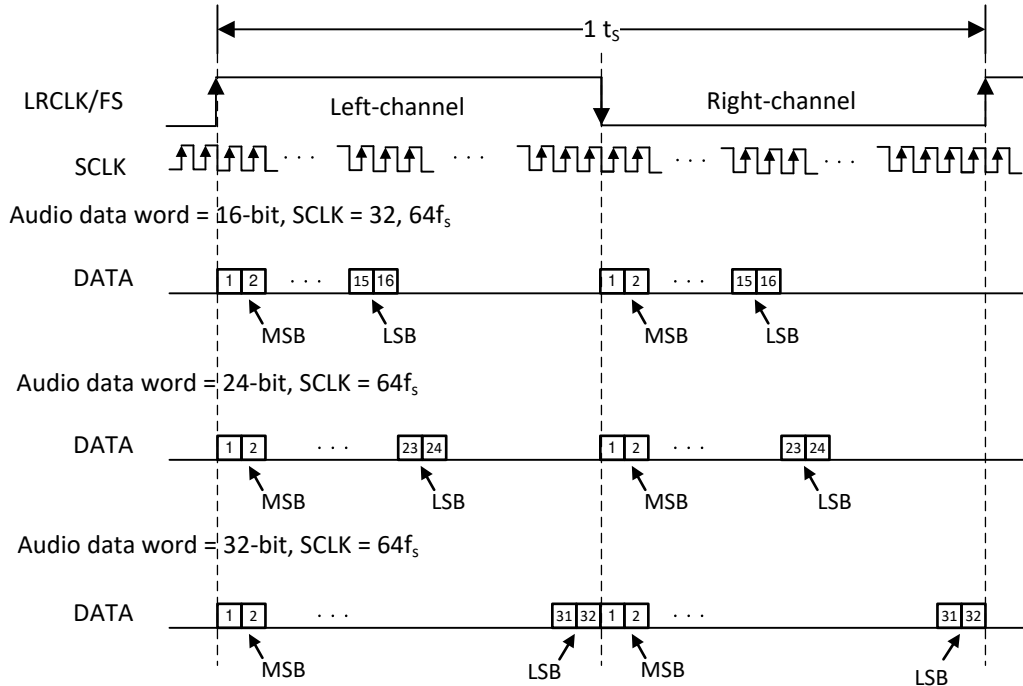 1 tS
LRCLK/FS
Left-channel
Right-channel
SCLK
. . . . . . . . . . . .
Audio data word = 16-bit, SCLK = 32, 64fs
DATA 1 2 . . . 15 16 1 2 . . . 15 16
MSB LSB MSB LSB
Audio data word = 24-bit, SCLK = 64fs
DATA 1 2 . . . 23 24 1 2 . . . 23 24
MSB LSB MSB LSB
Audio data word = 32-bit, SCLK = 64fs
DATA 1 2 . . . 31 32 1 2 . . . 31 32
MSB LSB MSB LSB